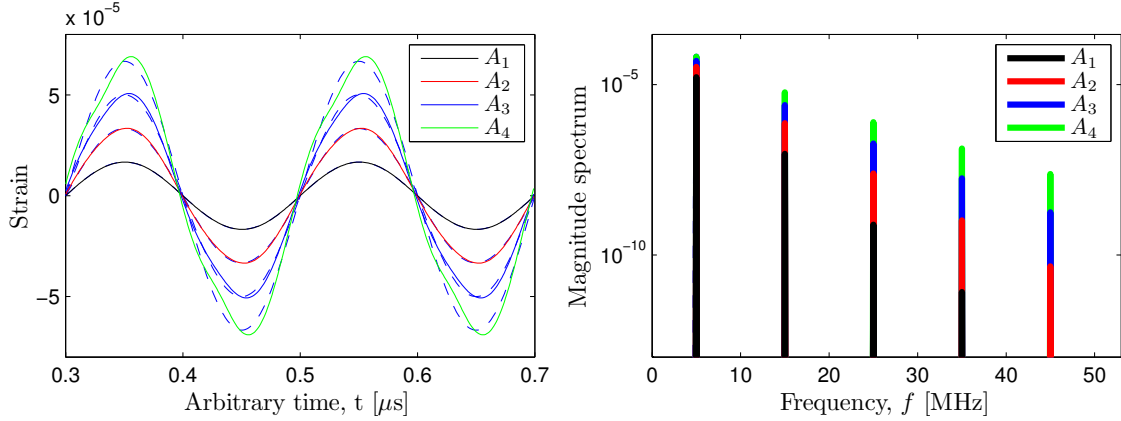 x 10⁻⁵
5
0
−5
Strain
0.3 0.4 0.5 0.6 0.7
Arbitrary time, t [μs]
A₁
A₂
A₃
A₄
10⁻⁵
10⁻¹⁰
Magnitude spectrum
0 10 20 30 40 50
Frequency, f [MHz]
A₁
A₂
A₃
A₄